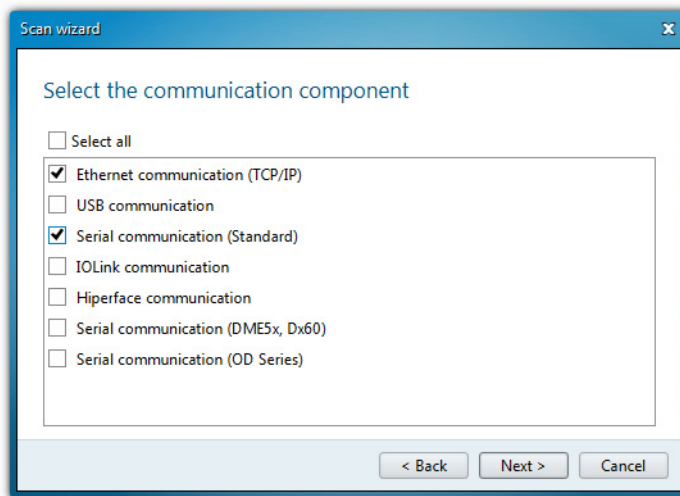 Scan wizard
Select the communication component
Select all
Ethernet communication (TCP/IP)
USB communication
Serial communication (Standard)
IOLink communication
Hiperface communication
Serial communication (DME5x, Dx60)
Serial communication (OD Series)
< Back Next > Cancel